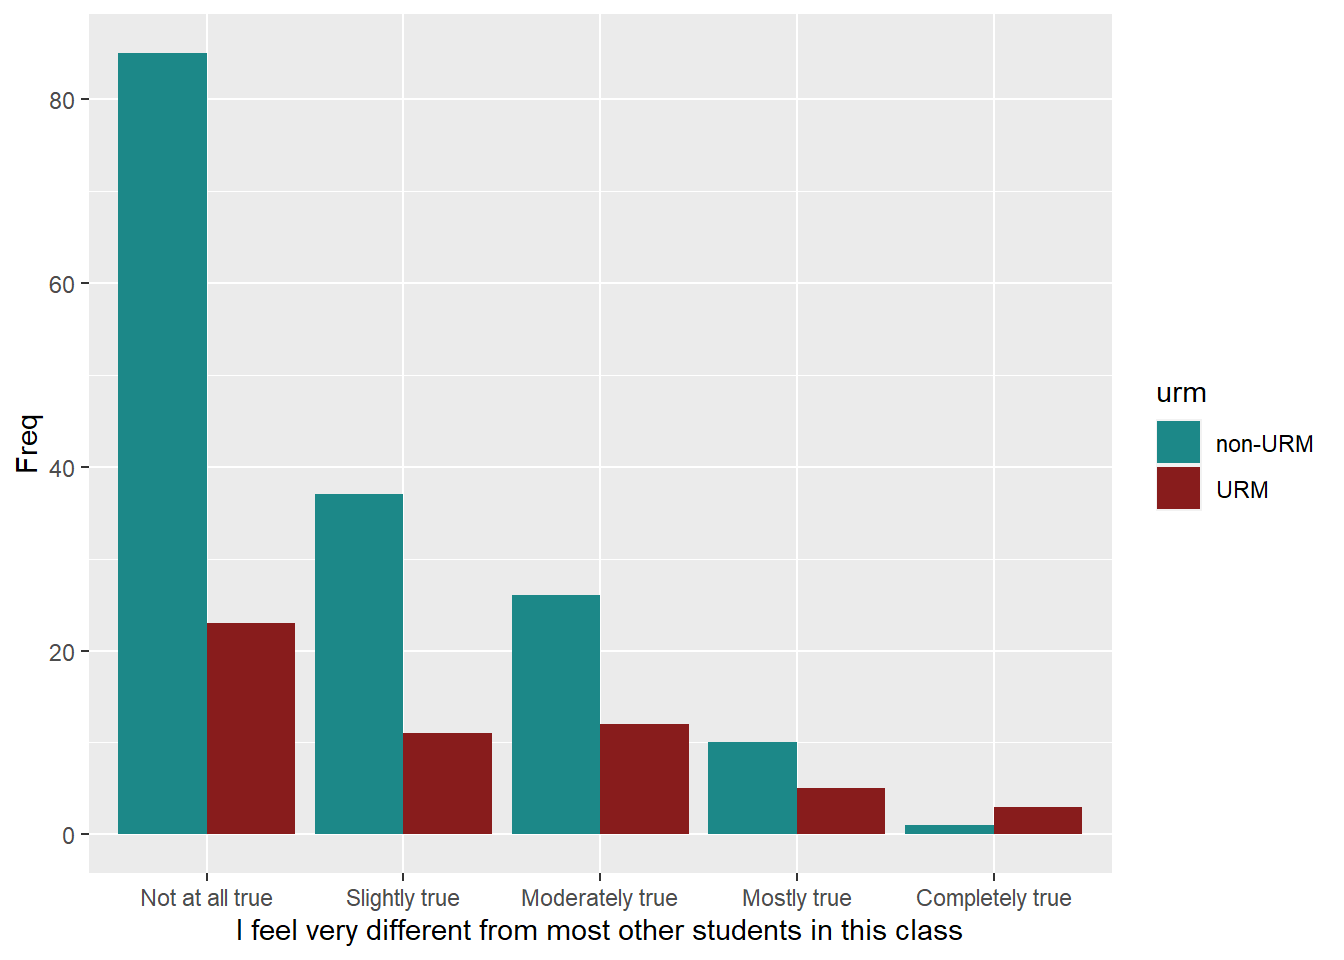 80
60
40
20
0
Freq
Not at all true
Slightly true
Moderately true
Mostly true
Completely true
I feel very different from most other students in this class
urm
non-URM
URM